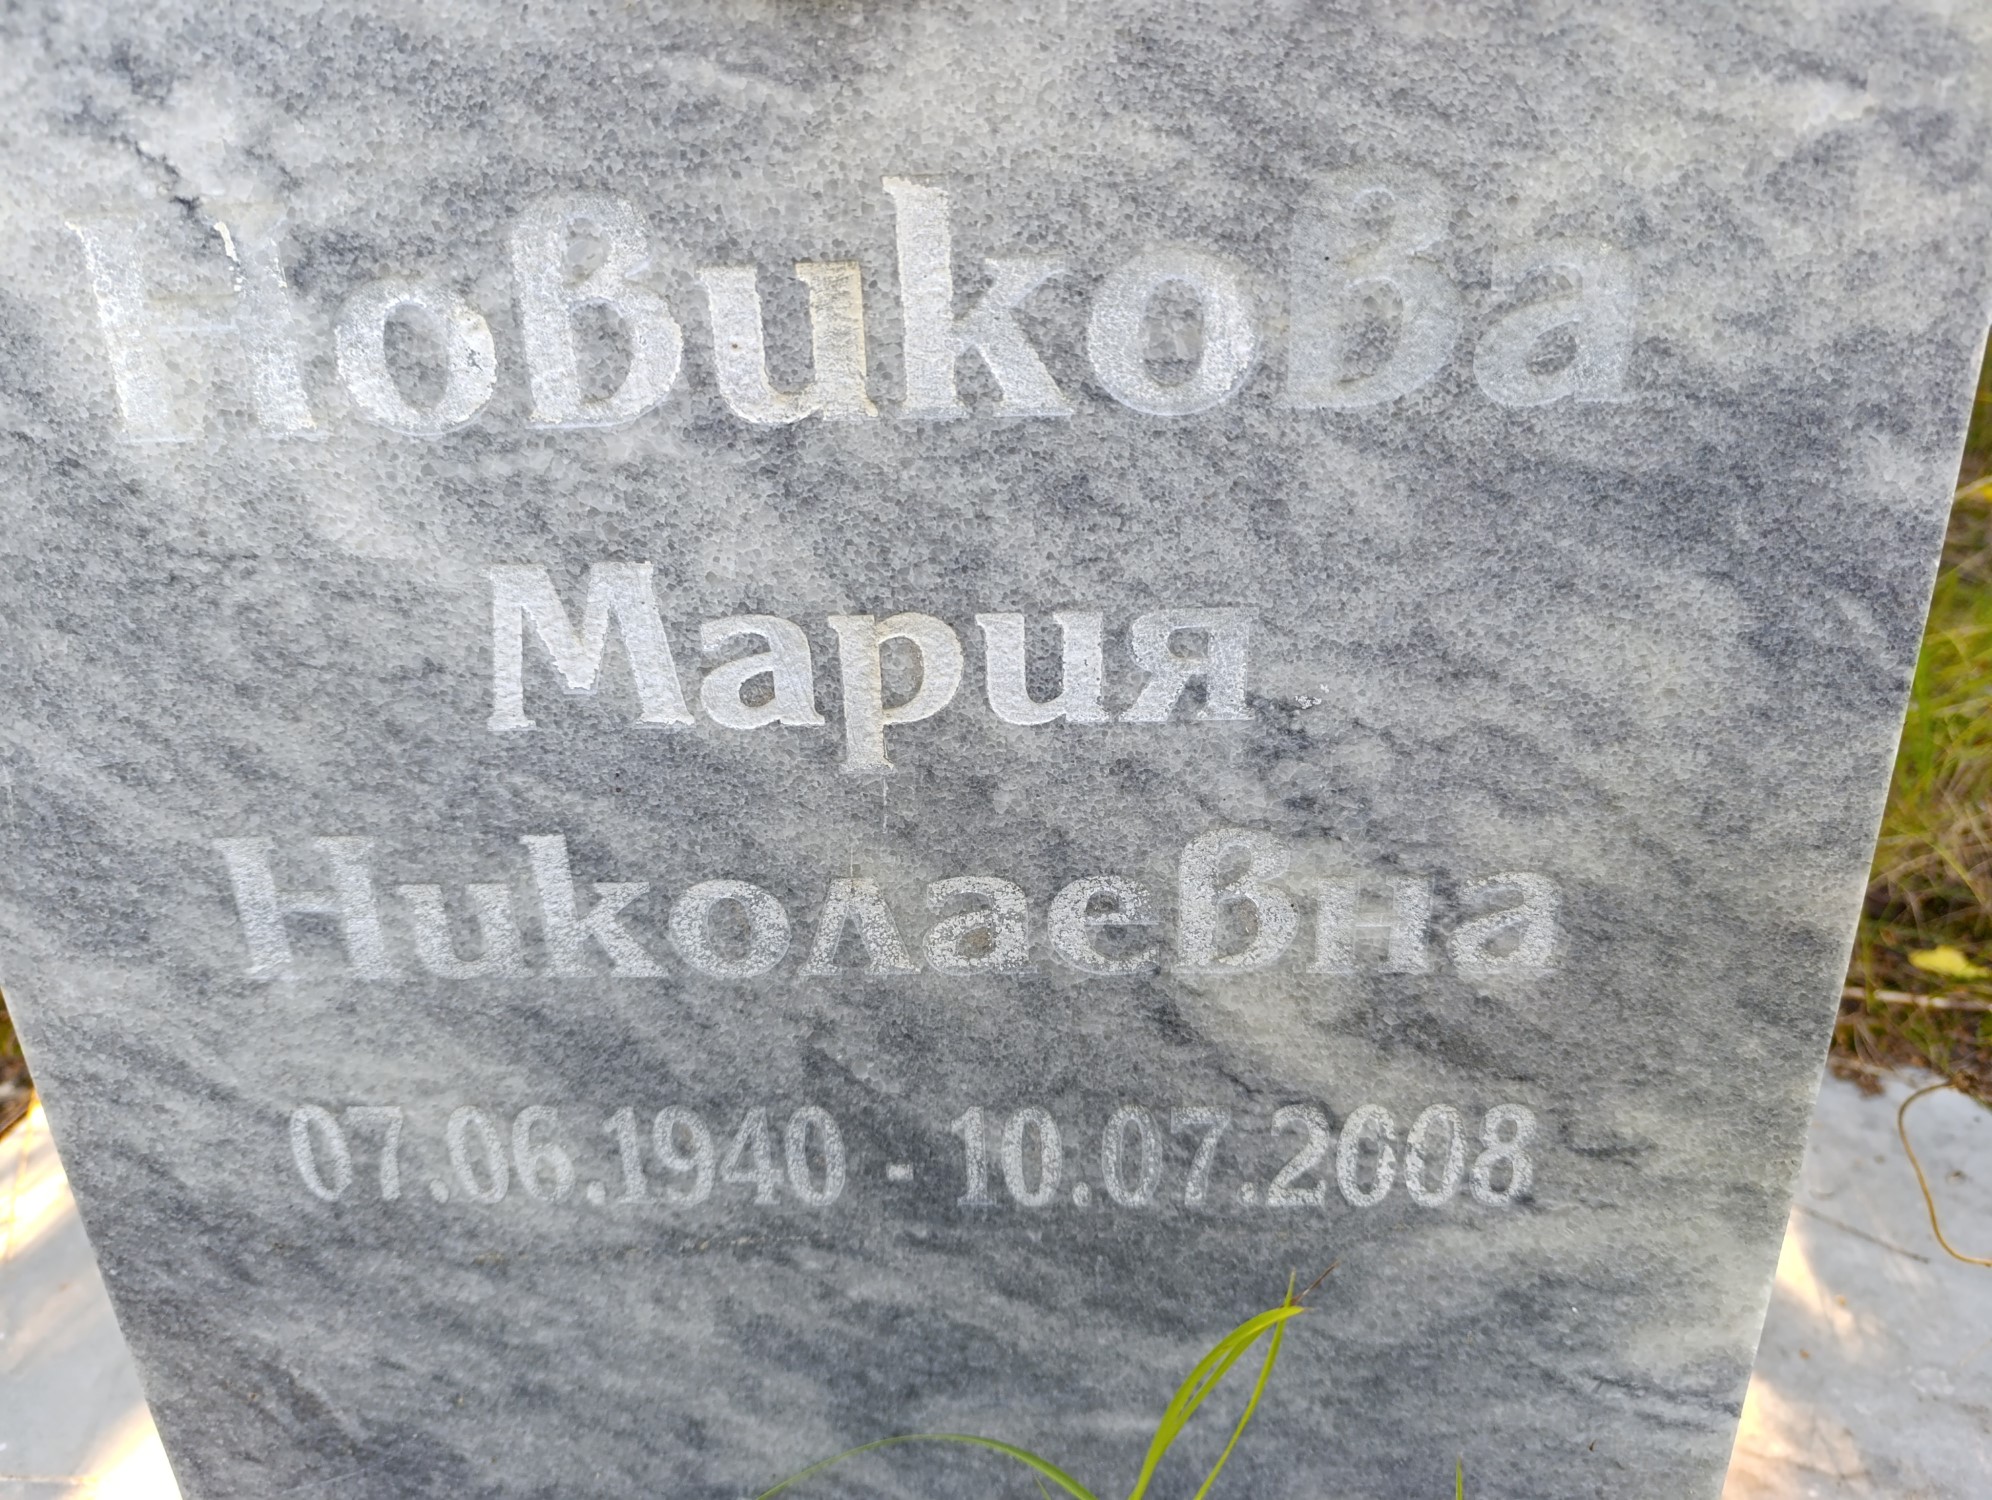 Новикова
Мария
Николаевна
07.06.1940 - 10.07.2008